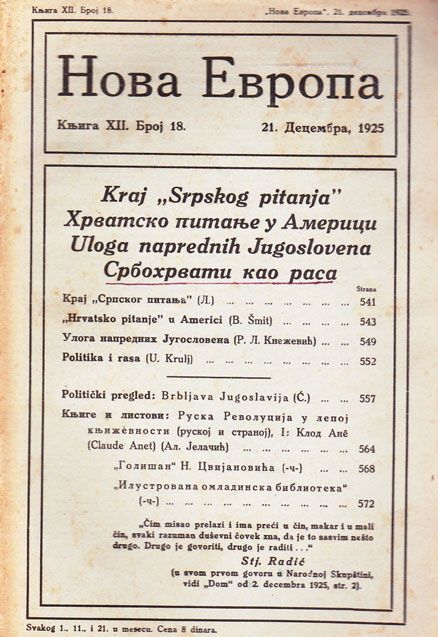 Књига XII. Број 18.
„Нова Европа“, 21. децембра 1925.
Нова Европа
Књига XII. Број 18.
21. Децембра, 1925
Kraj „Srpskog pitanja”
Хрватско питање у Америци
Uloga naprednih Jugoslovena
Србохрвати као раса
Strana
Крај „Српског питања” (Л.) ... ... ... ... ... ... 541
„Hrvatsko pitanje” u Americi (B. Šmit) ... ... ... ... 543
Улога напредних Југословена (Р. Л. Кнежевић) ... ... 549
Politika i rasa (U. Krulj) ... ... ... ... ... ... ... 552
Politički pregled: Brbljava Jugoslavija (Ć.) ... ... 557
Књиге и листови: Руска Револуција у лепој
књижевности (руској и страној), I: Клод Анѐ
(Claude Anet) (Ал. Јелачић) ... ... ... ... ... 564
„Голишан” Н. Цвијановића (-ч-) ... ... ... 568
„Илустрована омладинска библиотека”
(-ч-) ... ... ... ... ... ... ... ... ... 572
„Čim misao prelazi i ima preći u čin, makar i u mali
čin, svaki razuman duševni čovek zna, da je to sasvim nešto
drugo. Drugo je govoriti, drugo je raditi . . .”
Stj. Radić
(u svom prvom govoru u Narodnoj Skupštini,
vidi „Dom” od 2. decembra 1925, str. 2).
Svakog 1., 11., i 21. u mesecu. Cena 8 dinara.